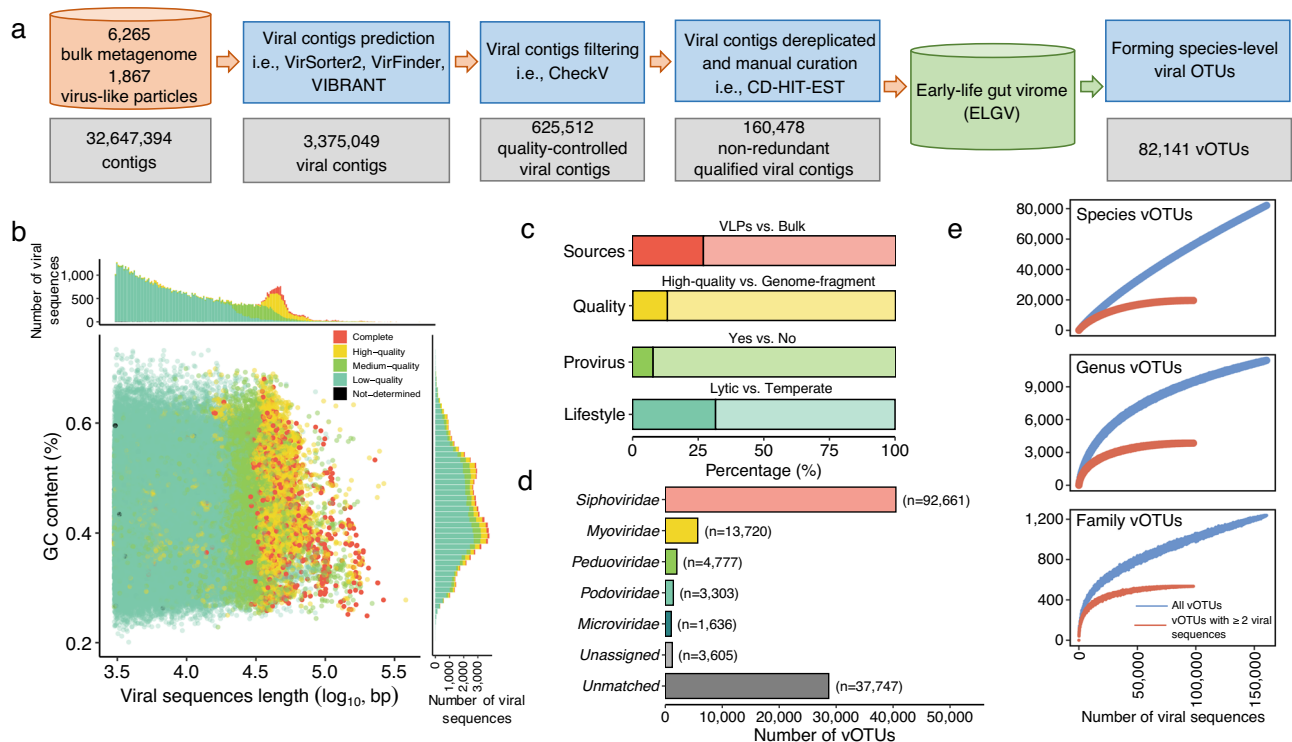 a
6,265
bulk metagenome
1,867
virus-like particles
Viral contigs prediction
i.e., VirSorter2, VirFinder,
VIBRANT
Viral contigs filtering
i.e., CheckV
Viral contigs dereplicated
and manual curation
i.e., CD-HIT-EST
Early-life gut virome
(ELGV)
Forming species-level
viral OTUs
32,647,394
contigs
3,375,049
viral contigs
625,512
quality-controlled
viral contigs
160,478
non-redundant
qualified viral contigs
82,141 vOTUs
b
Number of viral
sequences
1,000
500
0
Complete
High−quality
Medium−quality
Low−quality
Not−determined
GC content (%)
0.6
0.4
0.2
3.5 4.0 4.5 5.0 5.5
Viral sequences length (log10, bp)
0
1,000
2,000
3,000
Number of viral
sequences
c
VLPs vs. Bulk
Sources
High-quality vs. Genome-fragment
Quality
Yes vs. No
Provirus
Lytic vs. Temperate
Lifestyle
0 25 50 75 100
Percentage (%)
d
Siphoviridae (n=92,661)
Myoviridae (n=13,720)
Peduoviridae (n=4,777)
Podoviridae (n=3,303)
Microviridae (n=1,636)
Unassigned (n=3,605)
Unmatched (n=37,747)
0 10,000 20,000 30,000 40,000 50,000
Number of vOTUs
e
Species vOTUs
80,000
60,000
40,000
20,000
0
Genus vOTUs
9,000
6,000
3,000
0
Family vOTUs
1,200
800
400
0
All vOTUs
vOTUs with ≥ 2 viral
sequences
0
50,000
100,000
150,000
Number of viral sequences